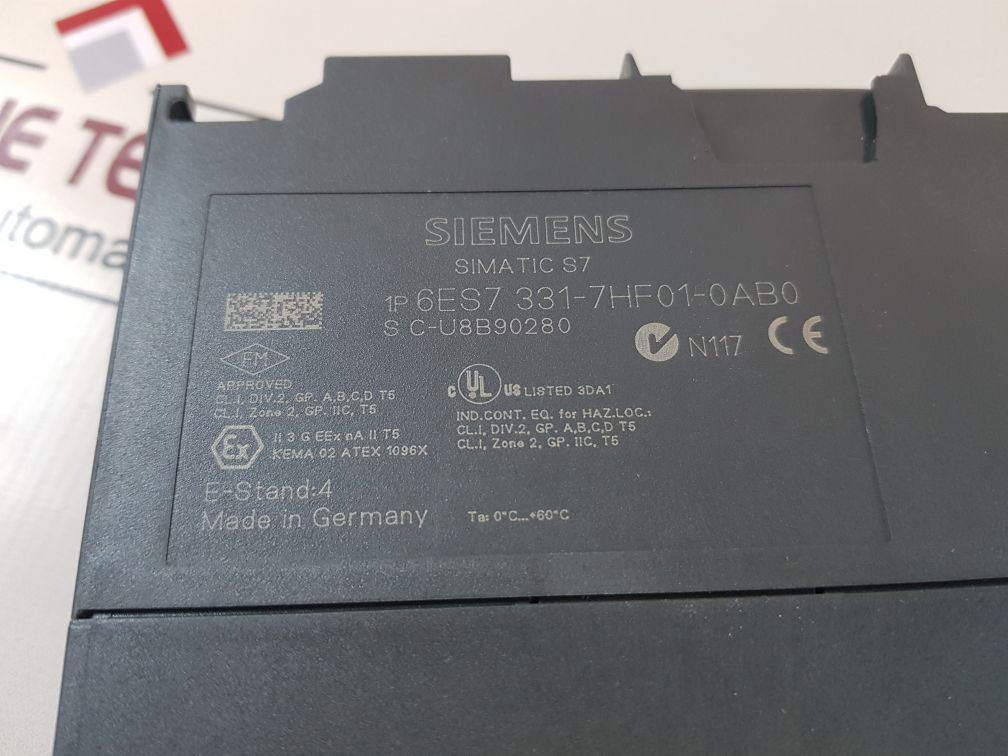 NE TE
utoma
SIEMENS
SIMATIC S7
1P 6ES7 331-7HF01-0AB0
S C-U8B90280
N117 CE
FM
APPROVED
CL.I, DIV.2, GP. A,B,C,D T5
CL.I, Zone 2, GP. IIC, T5
C UL US LISTED 3DA1
IND.CONT. EQ. for HAZ.LOC.:
CL.I, DIV.2, GP. A,B,C,D T5
CL.I, Zone 2, GP. IIC, T5
Ex II 3 G EEx nA II T5
KEMA 02 ATEX 1096X
E-Stand:4
Made in Germany
Ta: 0°C...+60°C